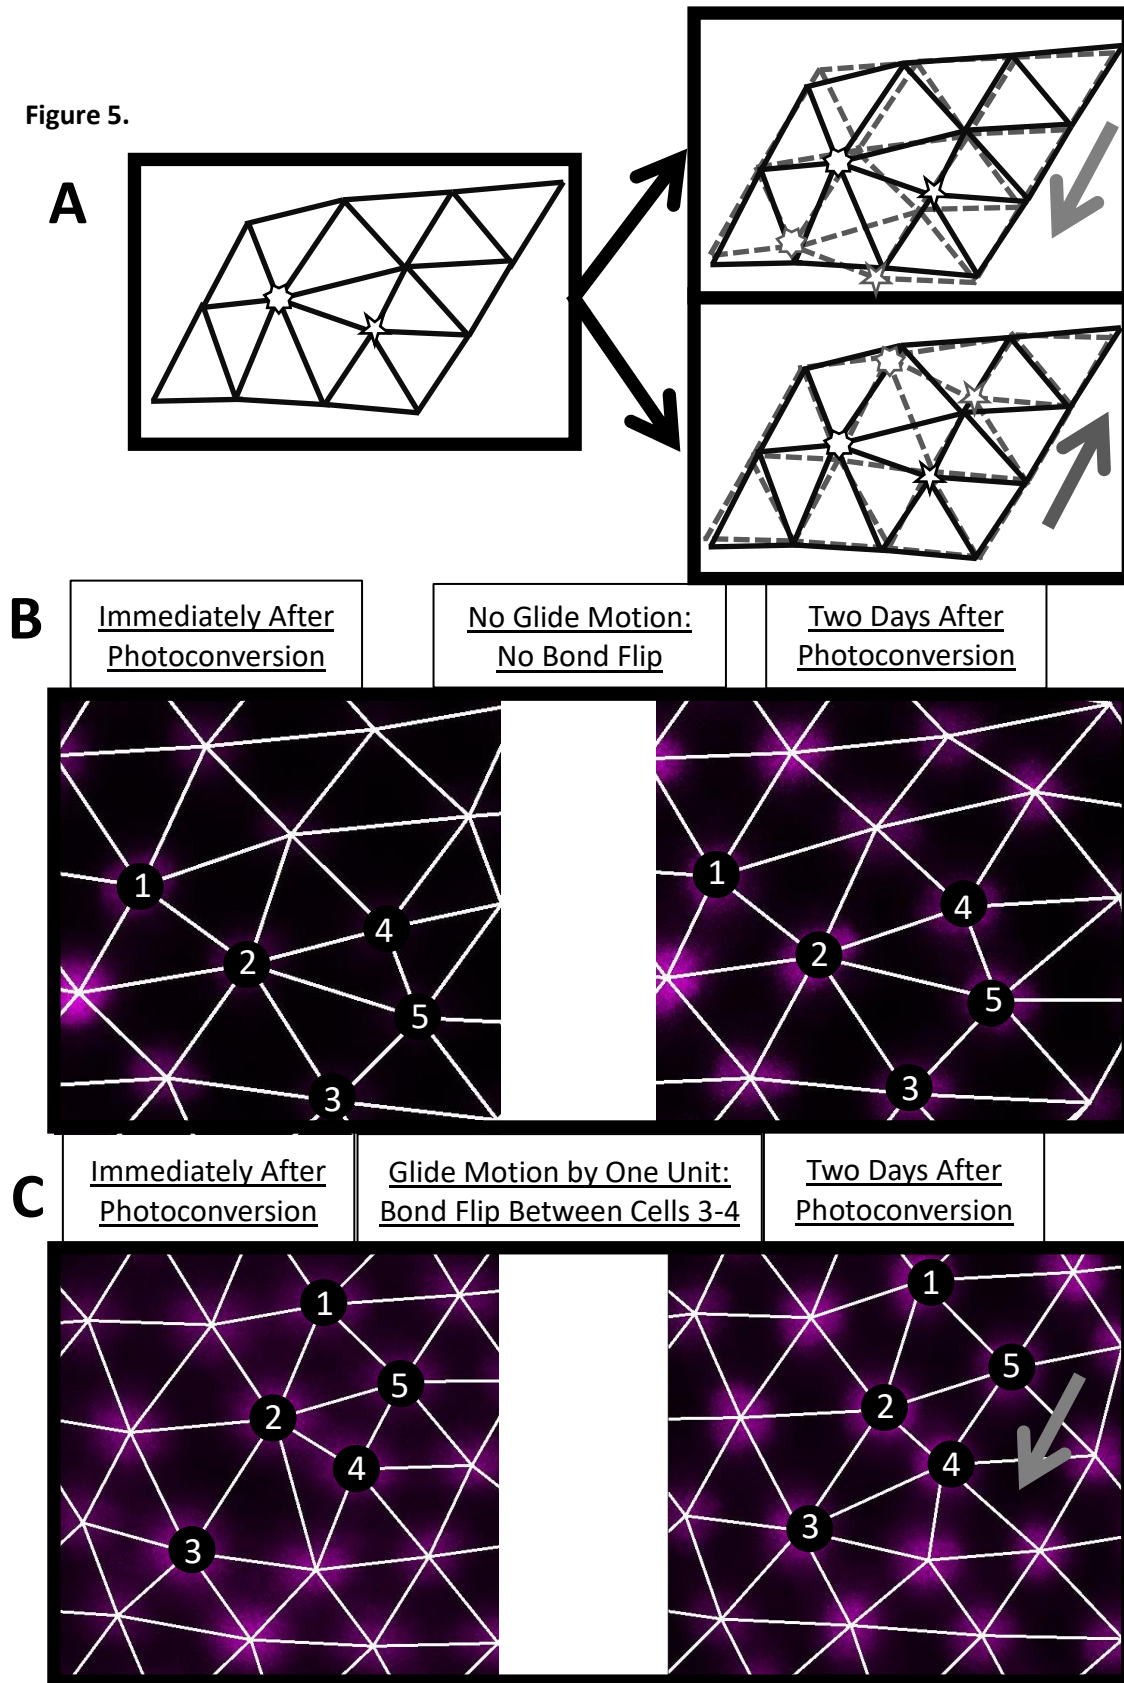 Figure 5.
A
B
Immediately After
Photoconversion
No Glide Motion:
No Bond Flip
Two Days After
Photoconversion
1
2
3
4
5
1
2
3
4
5
C
Immediately After
Photoconversion
Glide Motion by One Unit:
Bond Flip Between Cells 3-4
Two Days After
Photoconversion
1
5
2
4
3
1
5
2
4
3